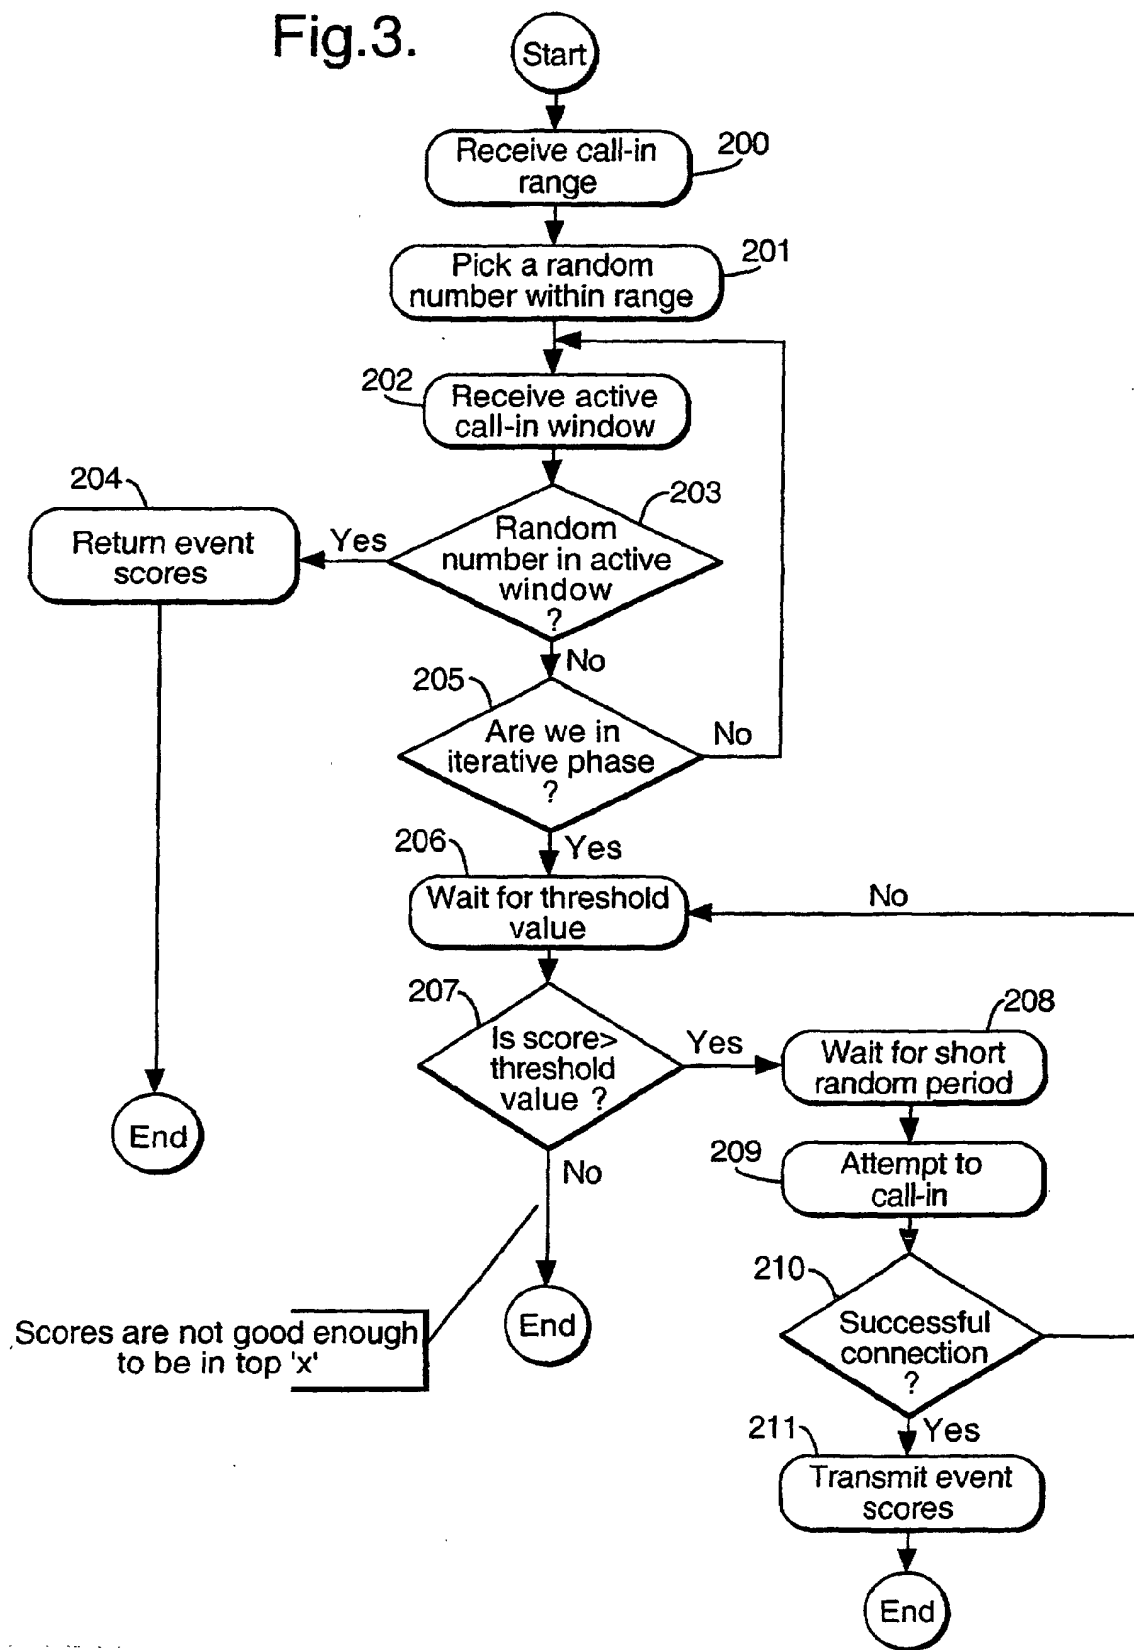 Fig.3.
Start
Receive call-in
range
200
Pick a random
number within range
201
202
Receive active
call-in window
203
Random
number in active
window
?
Yes
204
Return event
scores
End
No
205
Are we in
iterative phase
?
No
Yes
206
Wait for threshold
value
No
207
Is score>
threshold
value ?
Yes
208
Wait for short
random period
209
Attempt to
call-in
No
Scores are not good enough
to be in top 'x'
End
210
Successful
connection
?
Yes
211
Transmit event
scores
End